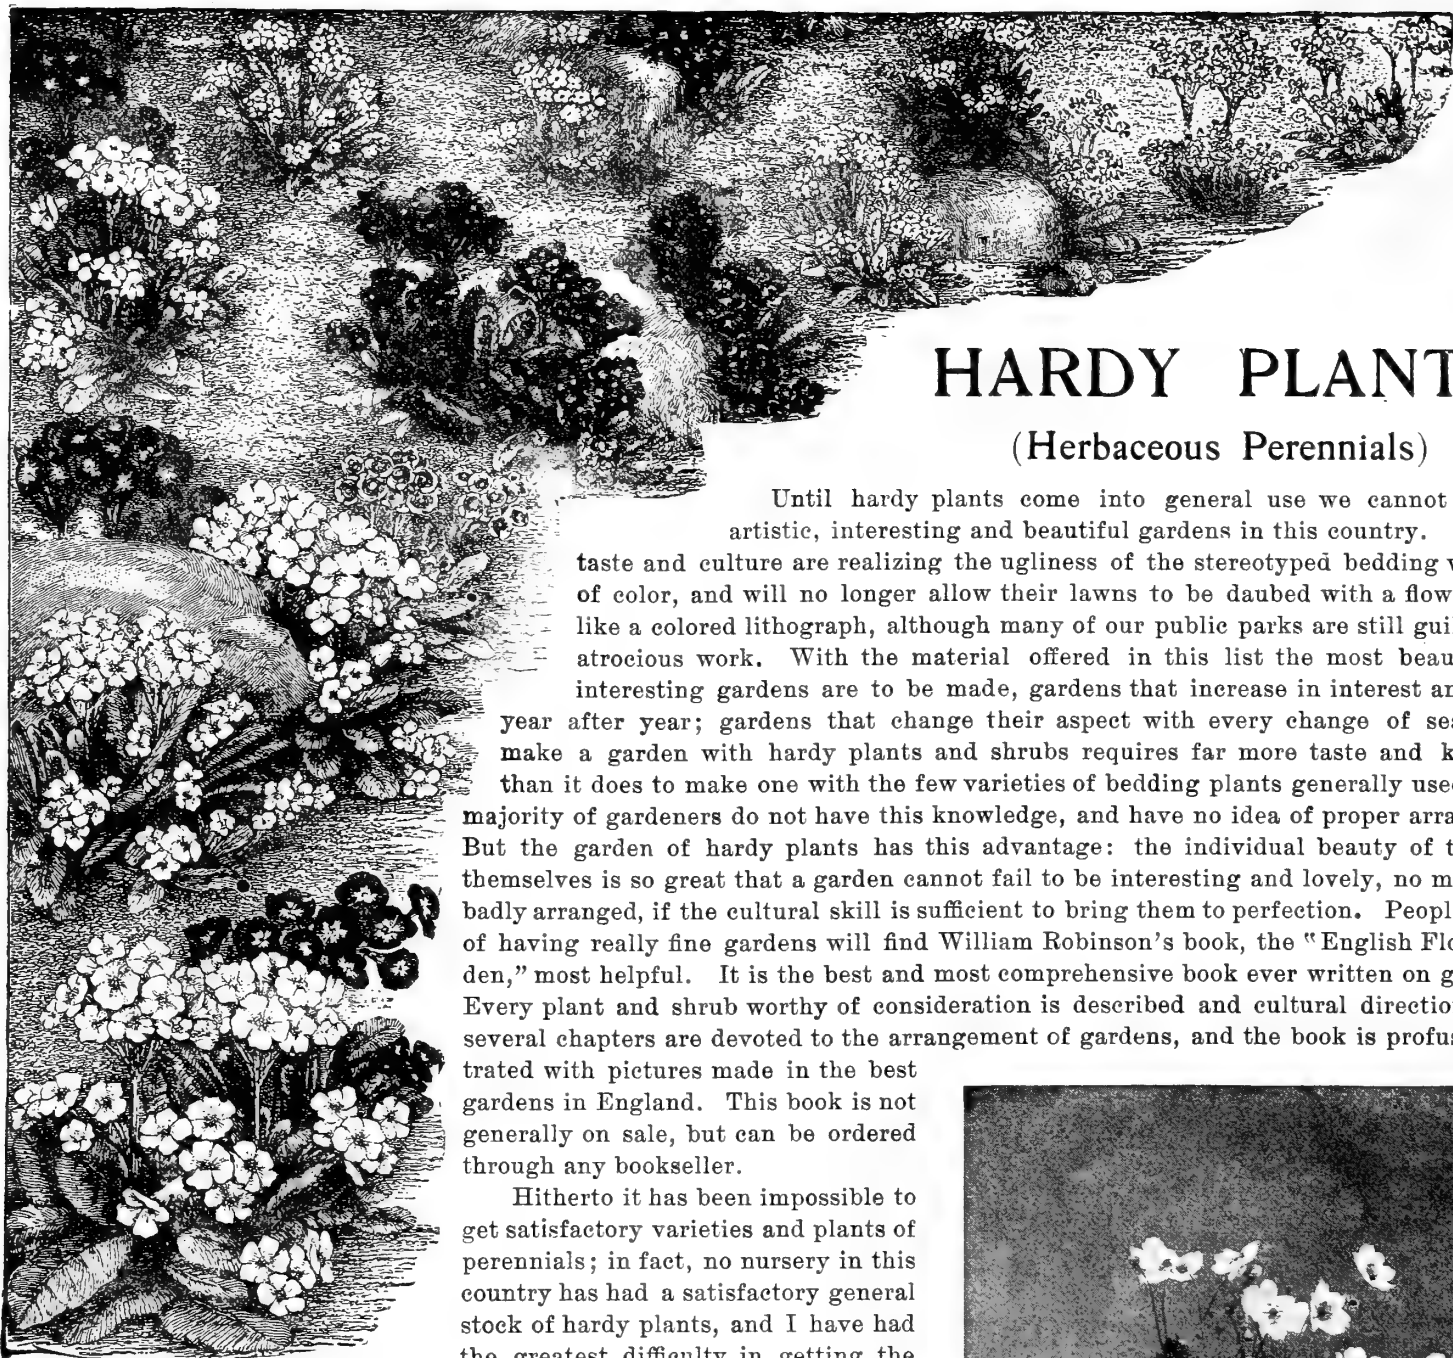 HARDY PLANT
(Herbaceous Perennials)
Until hardy plants come into general use we cannot
artistic, interesting and beautiful gardens in this country.
taste and culture are realizing the ugliness of the stereotyped bedding
of color, and will no longer allow their lawns to be daubed with a flow
like a colored lithograph, although many of our public parks are still gui
atrocious work. With the material offered in this list the most beau
interesting gardens are to be made, gardens that increase in interest an
year after year; gardens that change their aspect with every change of sea
make a garden with hardy plants and shrubs requires far more taste and k
than it does to make one with the few varieties of bedding plants generally use
majority of gardeners do not have this knowledge, and have no idea of proper arra
But the garden of hardy plants has this advantage: the individual beauty of t
themselves is so great that a garden cannot fail to be interesting and lovely, no m
badly arranged, if the cultural skill is sufficient to bring them to perfection. Peopl
of having really fine gardens will find William Robinson's book, the "English Flo
den," most helpful. It is the best and most comprehensive book ever written on g
Every plant and shrub worthy of consideration is described and cultural directio
several chapters are devoted to the arrangement of gardens, and the book is profus
trated with pictures made in the best
gardens in England. This book is not
generally on sale, but can be ordered
through any bookseller.
Hitherto it has been impossible to
get satisfactory varieties and plants of
perennials; in fact, no nursery in this
country has had a satisfactory general
stock of hardy plants, and I have had
the greatest difficulty in getting the